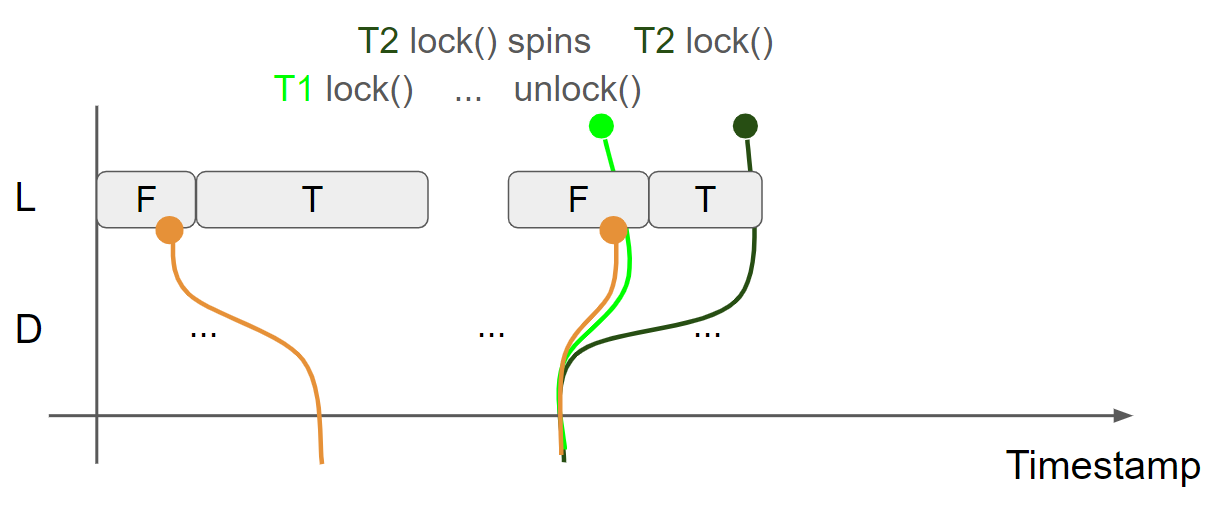 T2 lock() spins T2 lock()
T1 lock() ... unlock()
L F T F T
D ... ... ...
Timestamp